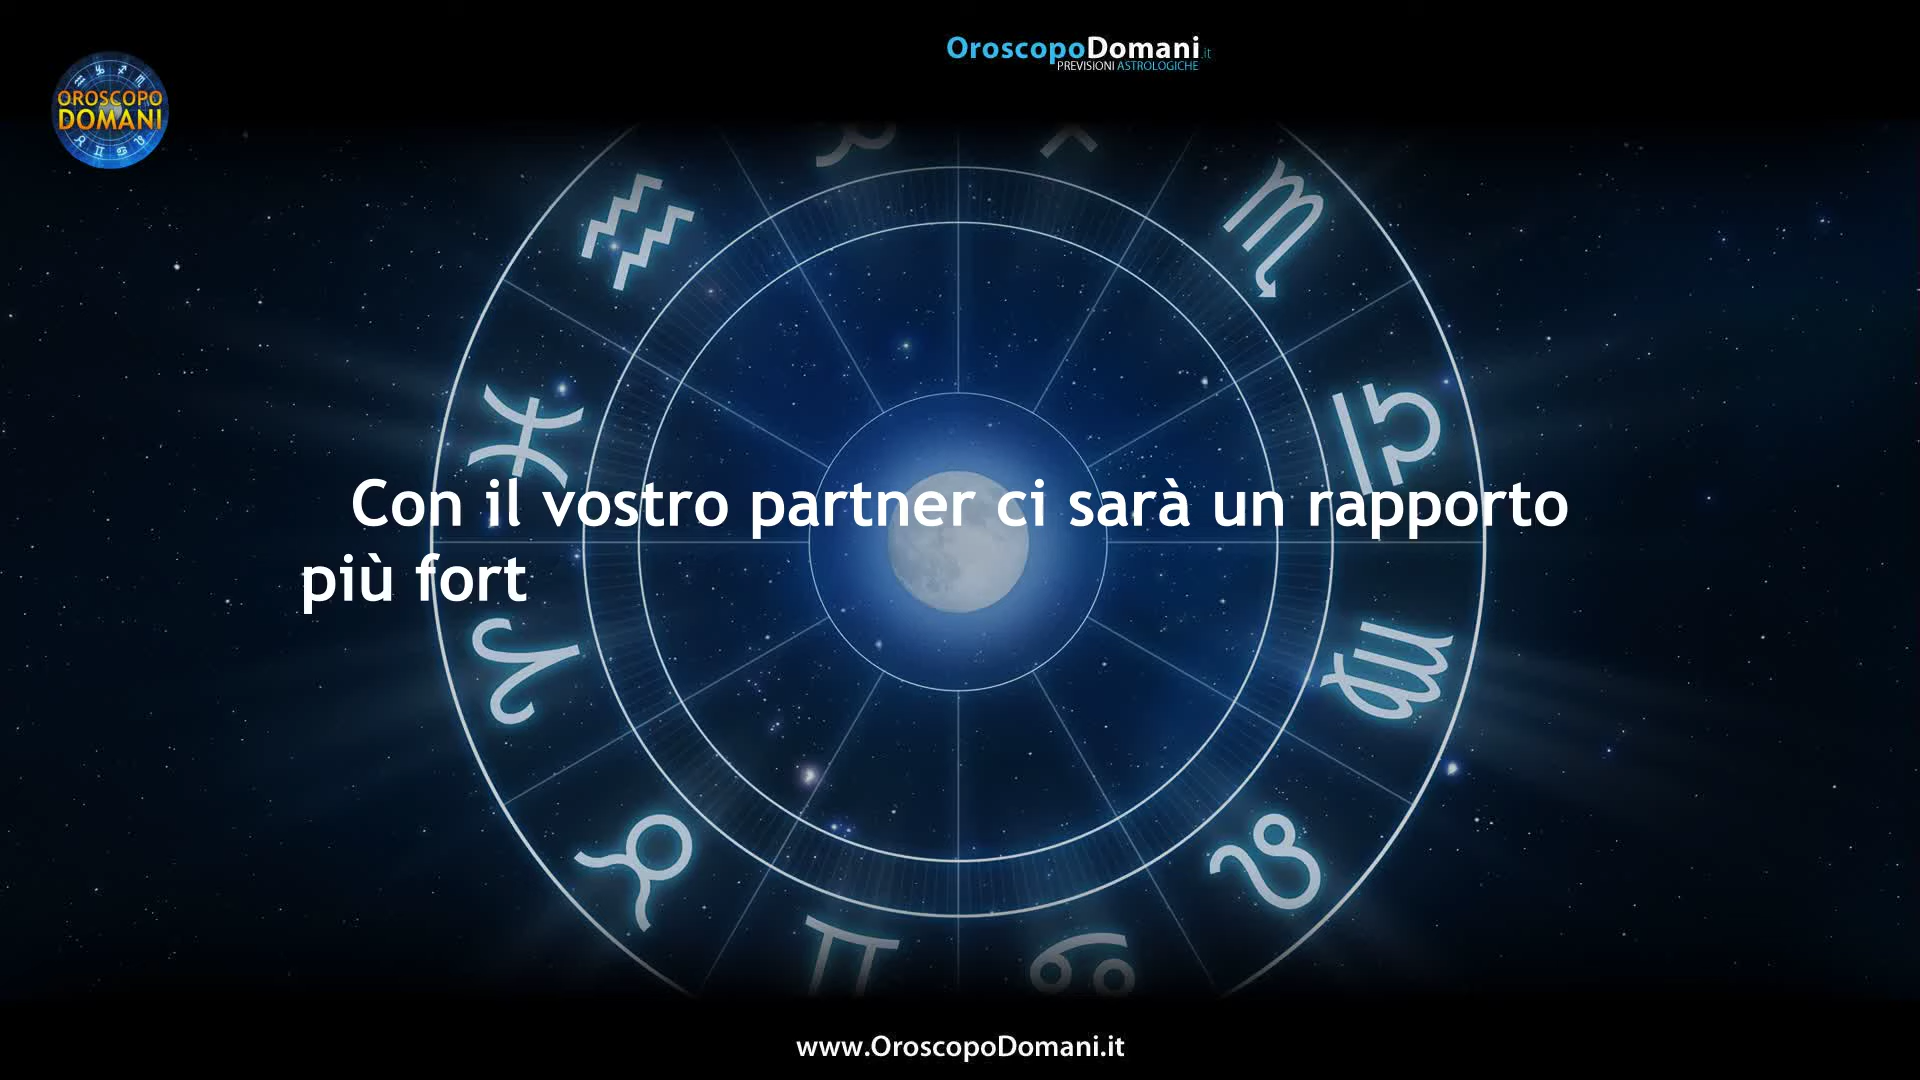 OroscopoDomani.it
PREVISIONI ASTROLOGICHE
OROSCOPO
DOMANI
Con il vostro partner ci sarà un rapporto
più fort
www.OroscopoDomani.it